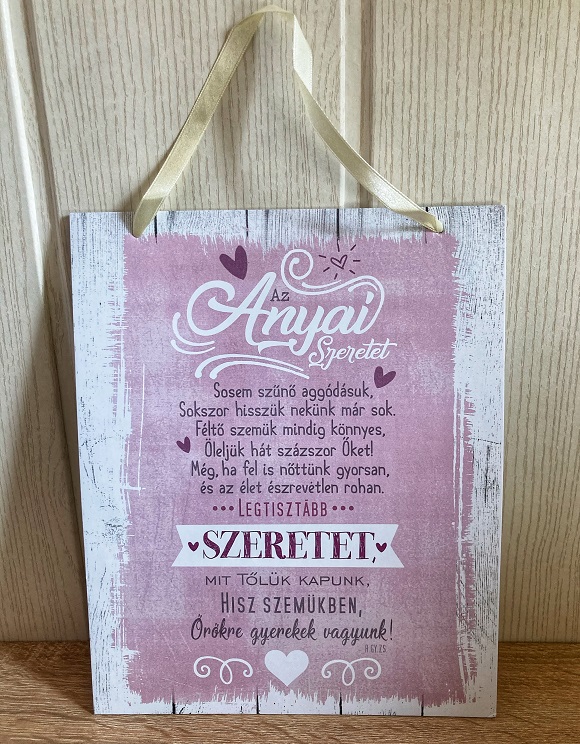 Az
Anyai
Szeretet
Sosem szűnő aggódásuk,
Sokszor hisszük nekünk már sok.
Féltő szemük mindig könnyes,
Öleljük hát százszor Őket!
Még, ha fel is nőttünk gyorsan,
és az élet észrevétlen rohan.
•••Legtisztább•••
SZERETET,
MIT TŐLÜK KAPUNK,
HISZ SZEMÜKBEN,
Örökre gyerekek vagyunk!
R.GY.ZS.